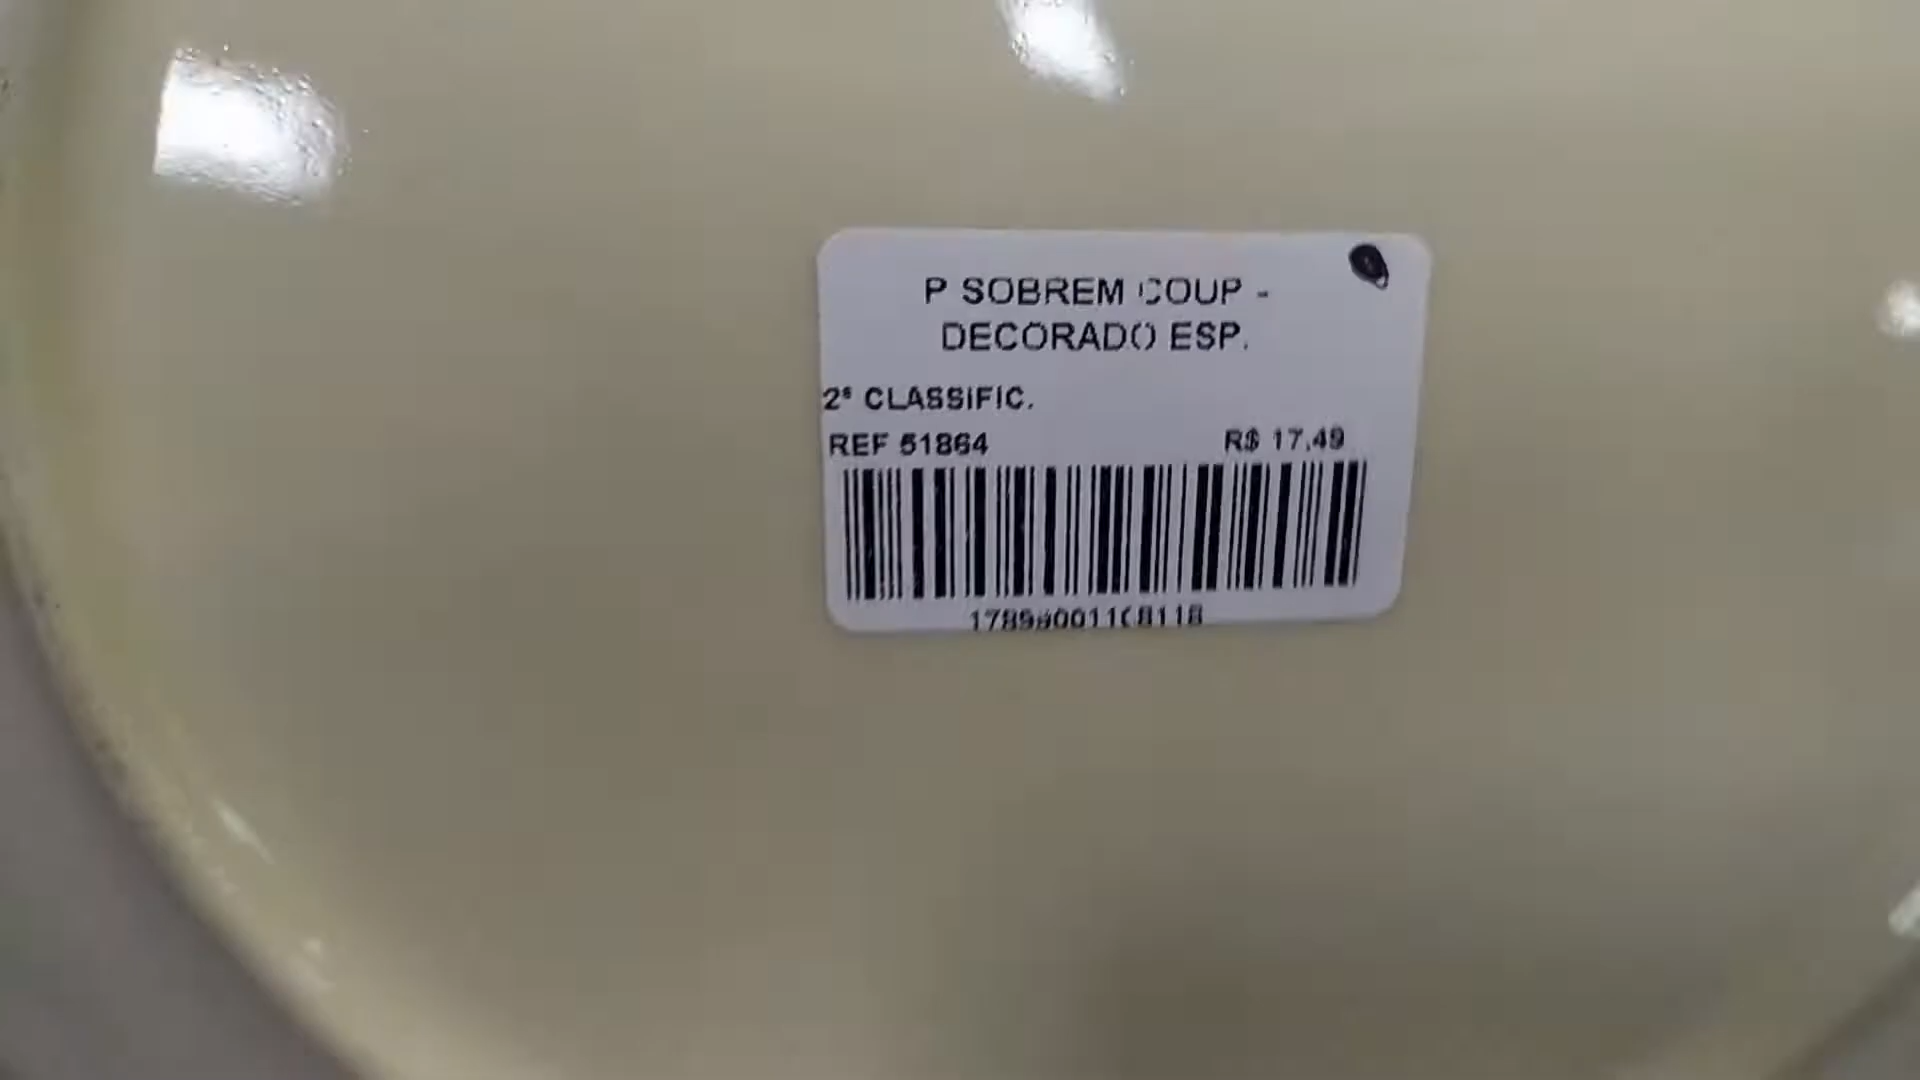 P SOBREM COUP -
DECORADO ESP.
2ª CLASSIFIC.
REF 51864
R$ 17,49